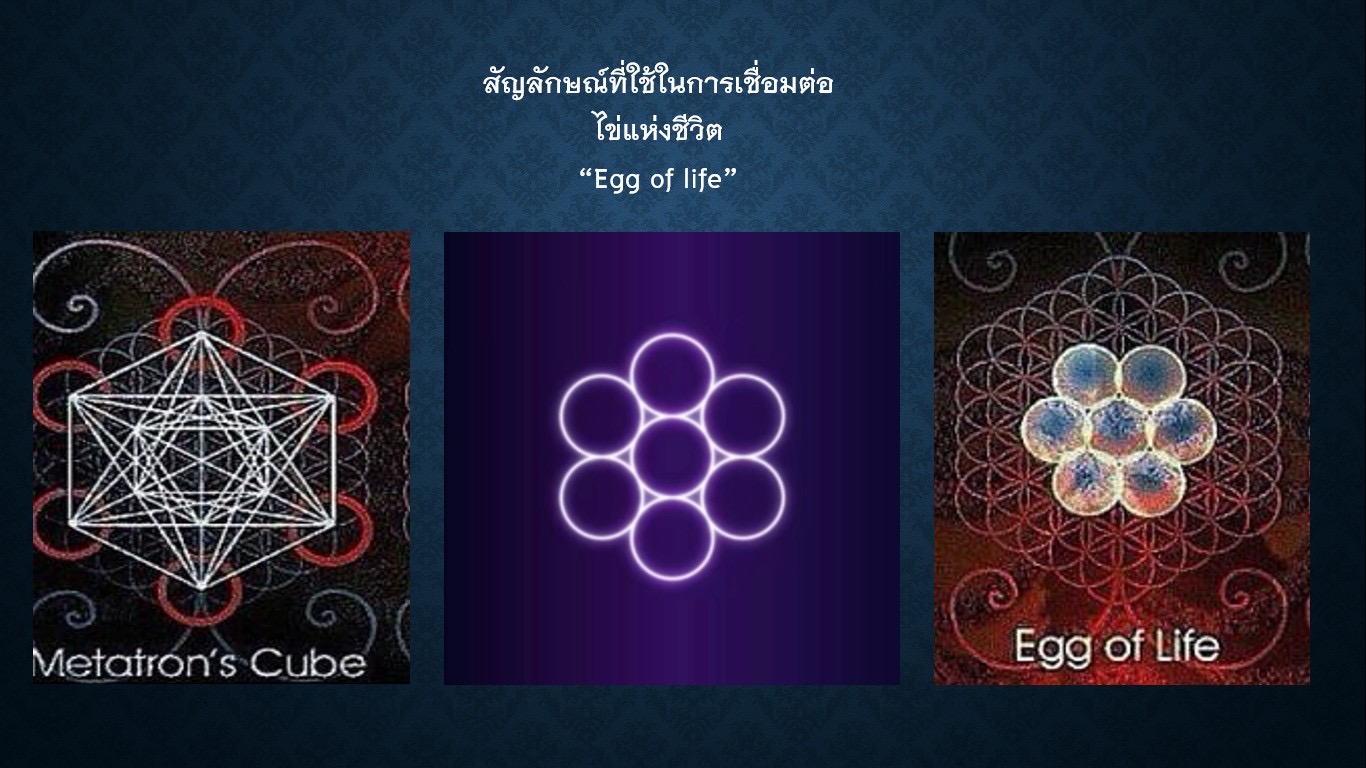 สัญลักษณ์ที่ใช้ในการเชื่อมต่อ
ไข่แห่งชีวิต
“Egg of life”
Metatron's Cube
Egg of Life